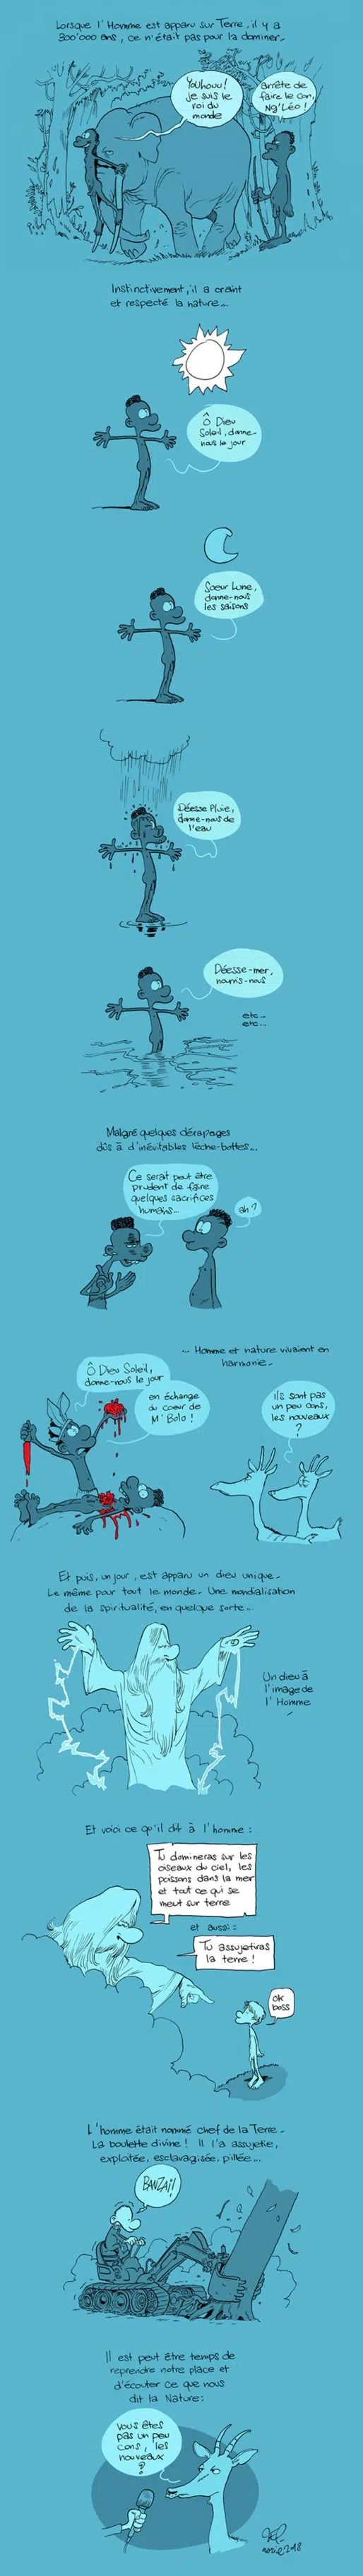 Lorsque l'Homme est apparu sur Terre, il y a
300'000 ans, ce n'était pas pour la dominer.
Youhouu!
je suis le
roi du
monde
Arrête de
faire le con,
Ng'Léo!
Instinctivement, il a craint
et respecté la nature...
Ô Dieu
Soleil, donne-
nous le jour
Soeur Lune,
donne-nous
les saisons
Déesse Pluie,
donne-nous de
l'eau
Déesse-mer,
nourris-nous
etc...
etc...
Malgré quelques dérapages
dûs à d'inévitables lèche-bottes...
Ce serait peut être
prudent de faire
quelques sacrifices
humains...
ah?
... Homme et nature vivaient en
harmonie.
Ô Dieu Soleil,
donne-nous le jour
en échange
du coeur de
M'Bolo!
ils sont pas
un peu cons,
les nouveaux
?
Et puis, un jour, est apparu un dieu unique.
Le même pour tout le monde. Une mondialisation
de la spiritualité, en quelque sorte...
Un dieu à
l'image de
l'Homme
Et voici ce qu'il dit à l'homme :
Tu domineras sur les
oiseaux du ciel, les
poissons dans la mer
et tout ce qui se
meut sur terre
et aussi :
Tu assujetiras
la terre !
ok
boss
L'homme était nommé chef de la Terre.
La boulette divine ! Il l'a assujetie,
exploitée, esclavagisée, pillée...
BANZAÏ!
Il est peut être temps de
reprendre notre place et
d'écouter ce que nous
dit la Nature:
Vous êtes
pas un peu
cons, les
nouveaux
?